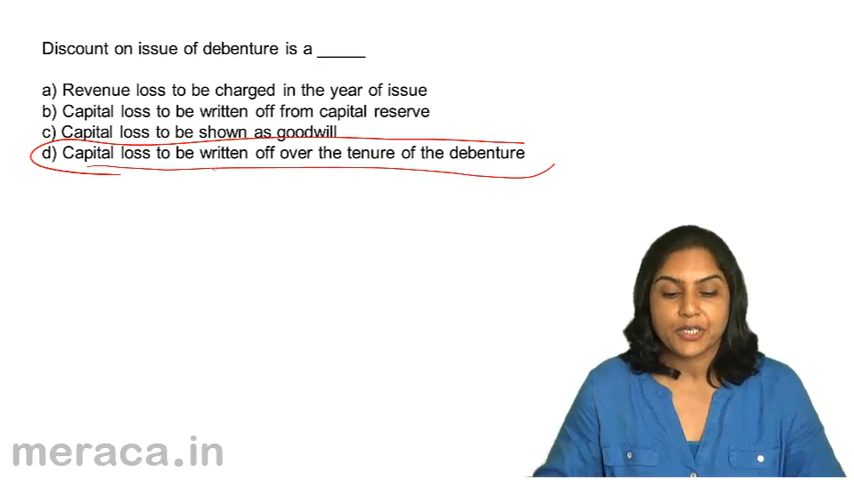 Discount on issue of debenture is a _____
a) Revenue loss to be charged in the year of issue
b) Capital loss to be written off from capital reserve
c) Capital loss to be shown as goodwill
d) Capital loss to be written off over the tenure of the debenture
meraca.in